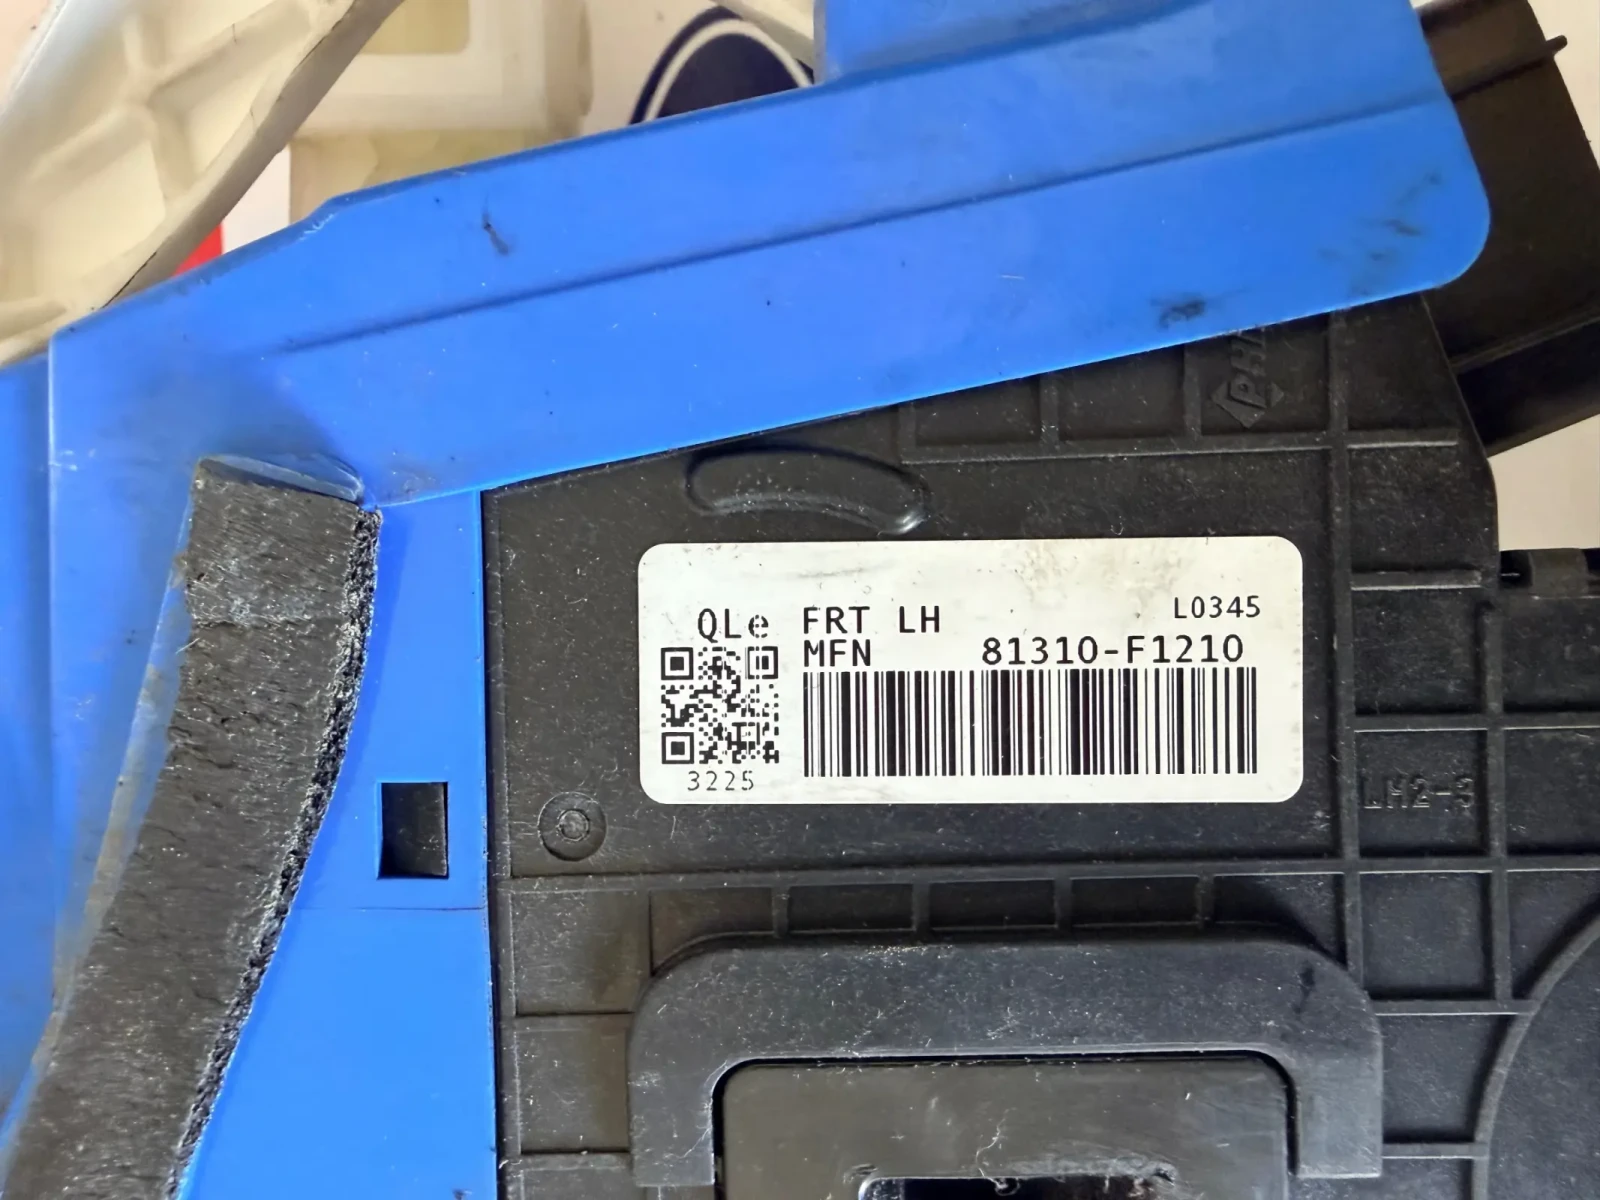 QLe FRT LH L0345
MFN 81310-F1210
3225
LH2-3